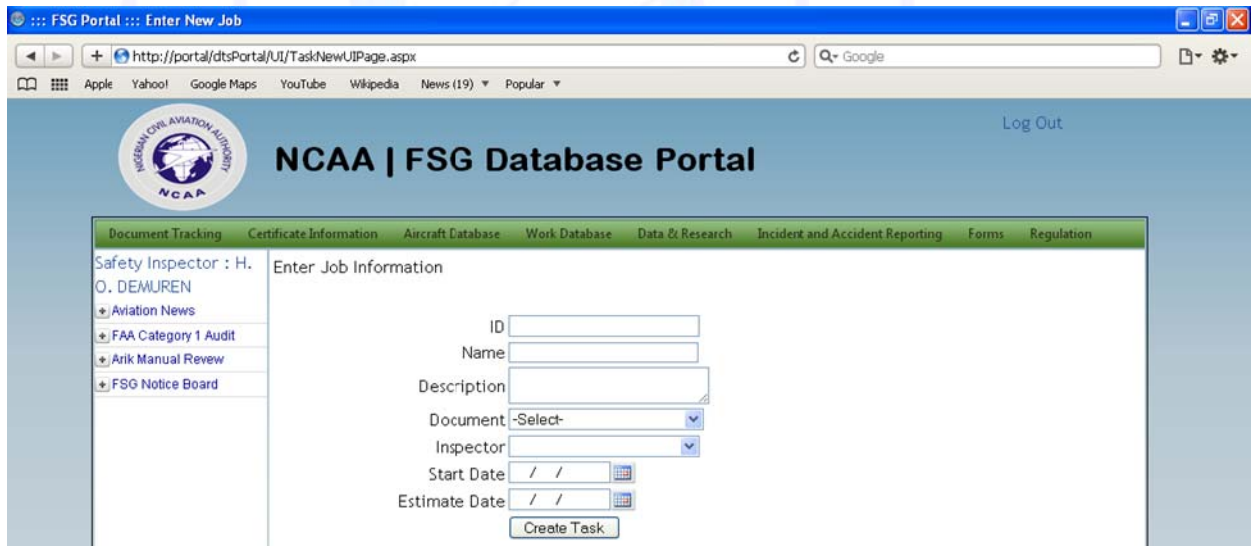 ::: FSG Portal ::: Enter New Job
http://portal/dtsPortal/UI/TaskNewUIPage.aspx
Google
Apple Yahoo! Google Maps YouTube Wikipedia News (19) Popular
NIGERIAN CIVIL AVIATION AUTHORITY
NCAA
NCAA | FSG Database Portal
Log Out
Document Tracking Certificate Information Aircraft Database Work Database Data & Research Incident and Accident Reporting Forms Regulation
Safety Inspector : H.
O. DEMUREN
Aviation News
FAA Category 1 Audit
Arik Manual Revew
FSG Notice Board
Enter Job Information
ID
Name
Description
Document -Select-
Inspector
Start Date / /
Estimate Date / /
Create Task